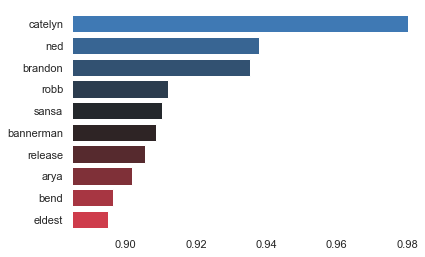 catelyn
ned
brandon
robb
sansa
bannerman
release
arya
bend
eldest
0.90 0.92 0.94 0.96 0.98